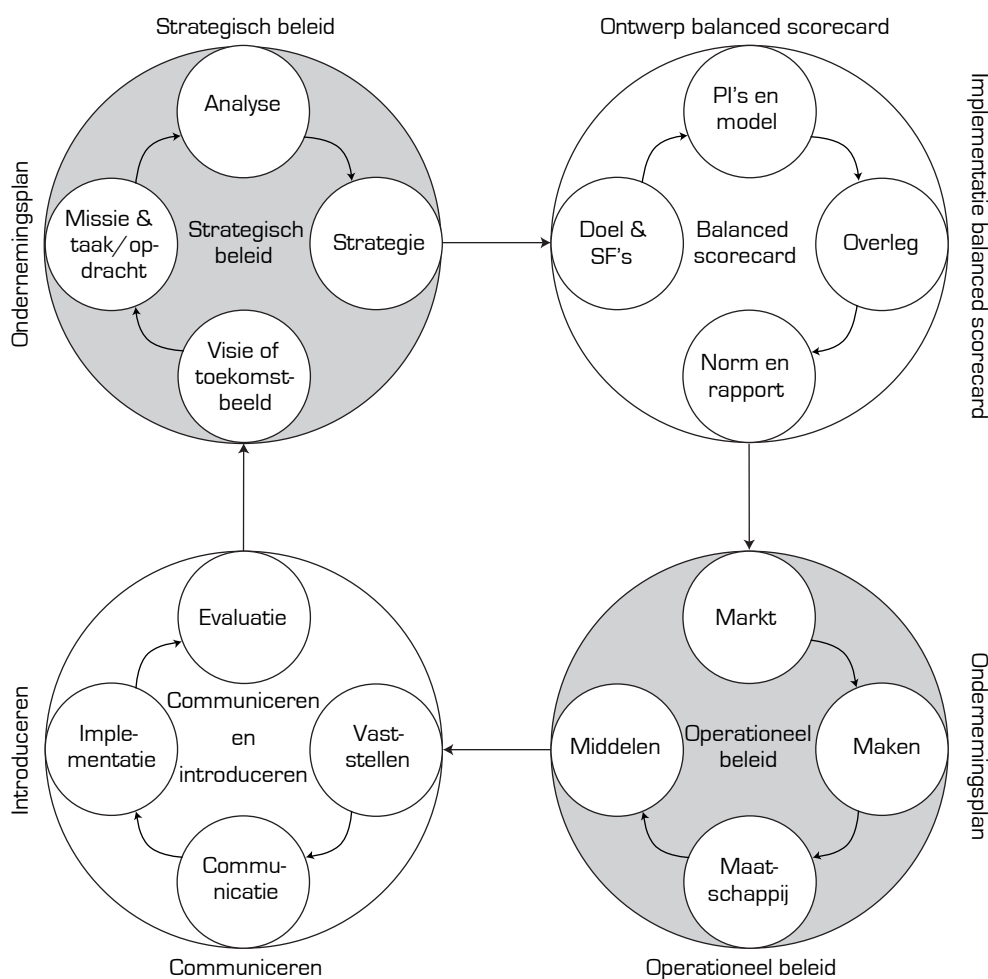 Strategisch beleid
Ontwerp balanced scorecard
Ondernemingsplan
Analyse
Missie &
taak/op-
dracht
Strategisch
beleid
Strategie
Visie of
toekomst-
beeld
PI's en
model
Doel &
SF's
Balanced
scorecard
Overleg
Norm en
rapport
Implementatie balanced scorecard
Introduceren
Evaluatie
Imple-
mentatie
Communiceren
en
introduceren
Vast-
stellen
Commu-
nicatie
Markt
Middelen
Operationeel
beleid
Maken
Maat-
schappij
Ondernemingsplan
Communiceren
Operationeel beleid